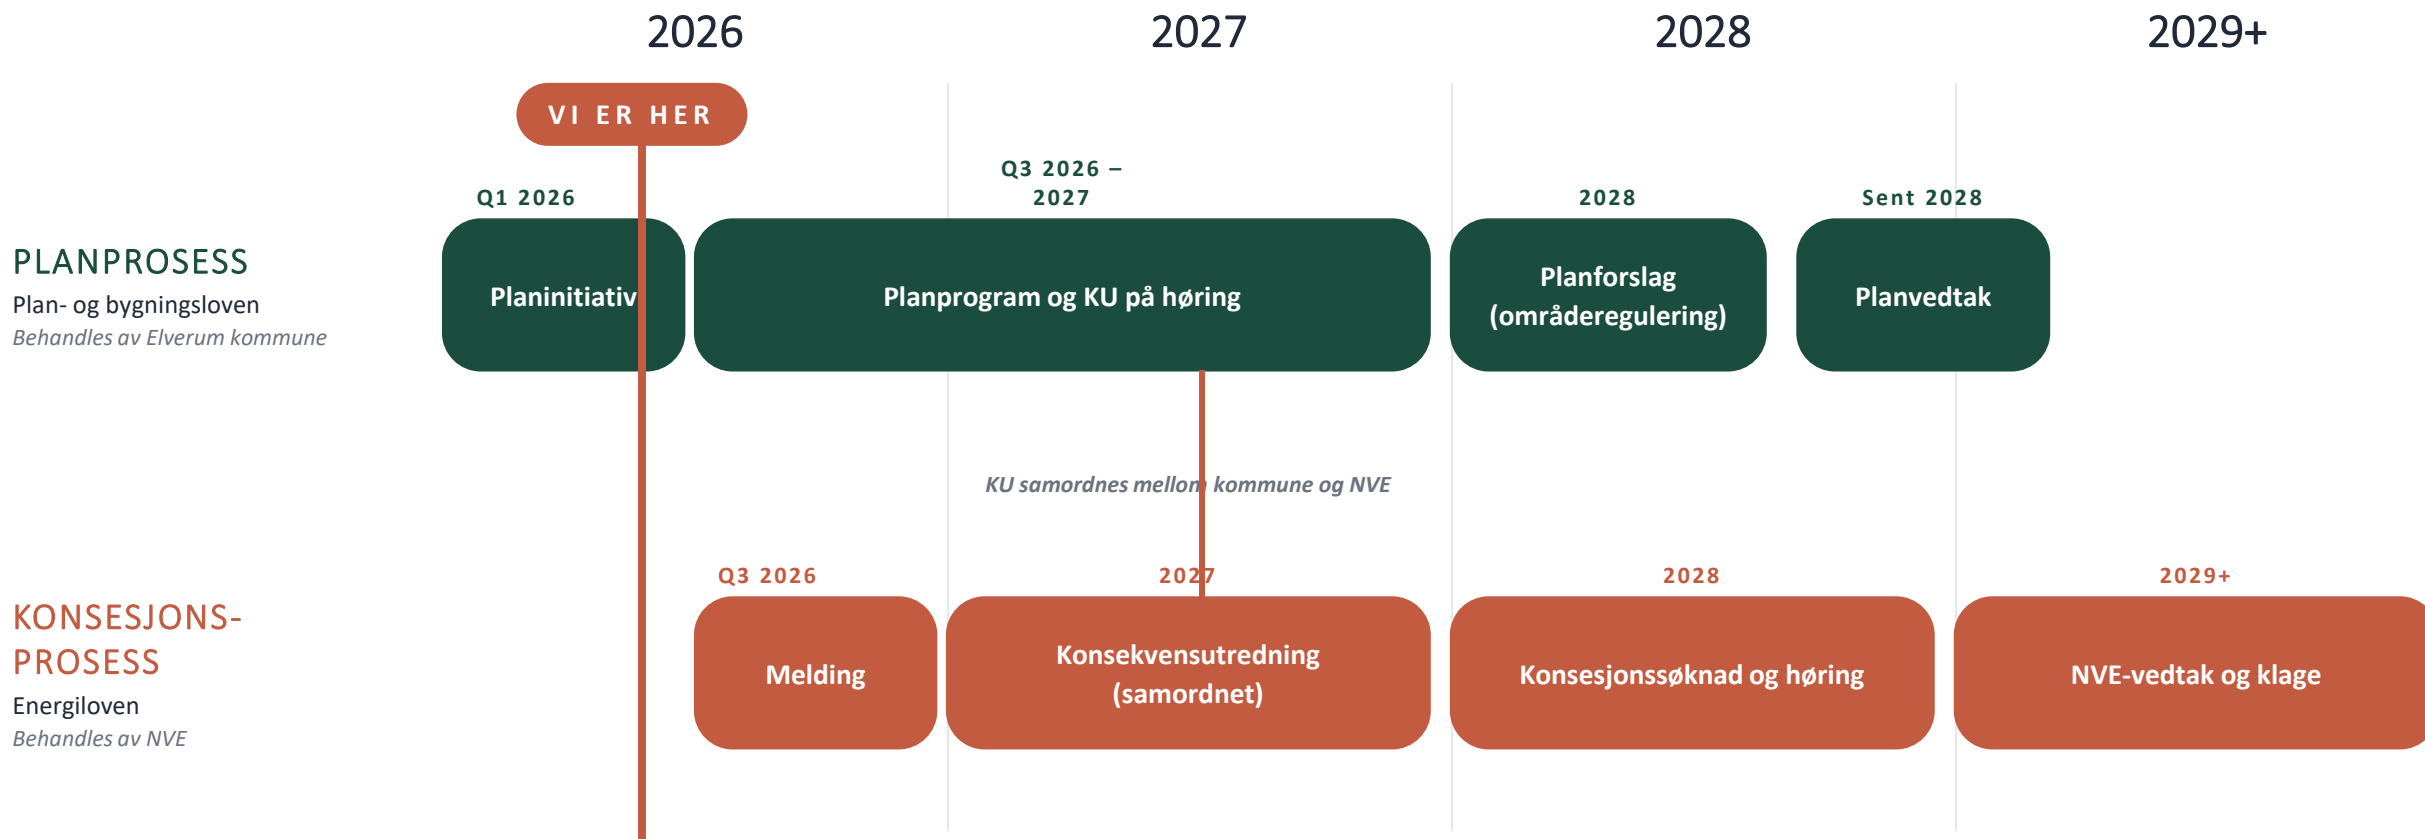 2026
2027
2028
2029+
VI ER HER
Q1 2026
Q3 2026 –
2027
2028
Sent 2028
PLANPROSESS
Plan- og bygningsloven
Behandles av Elverum kommune
Planinitiativ
Planprogram og KU på høring
Planforslag
(områderegulering)
Planvedtak
KU samordnes mellom kommune og NVE
Q3 2026
2027
2028
2029+
KONSESJONS-
PROSESS
Energiloven
Behandles av NVE
Melding
Konsekvensutredning
(samordnet)
Konsesjonssøknad og høring
NVE-vedtak og klage